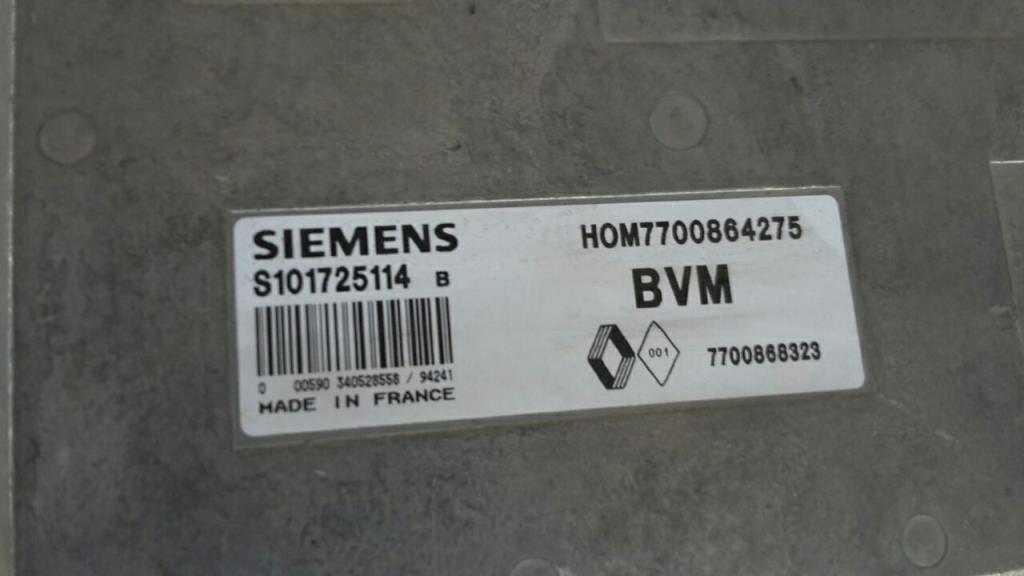 SIEMENS
S101725114 B
0 00590 340528558 / 94241
MADE IN FRANCE
HOM7700864275
BVM
001
7700868323